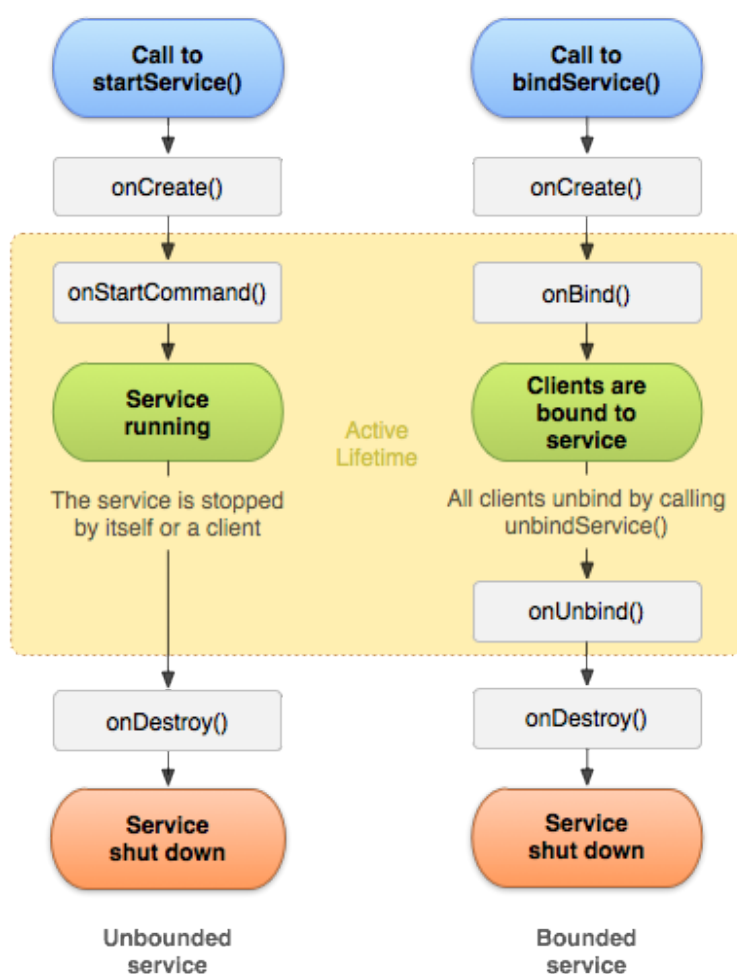 Call to
startService()
onCreate()
onStartCommand()
Service
running
The service is stopped
by itself or a client
onDestroy()
Service
shut down
Unbounded
service
Active
Lifetime
Call to
bindService()
onCreate()
onBind()
Clients are
bound to
service
All clients unbind by calling
unbindService()
onUnbind()
onDestroy()
Service
shut down
Bounded
service